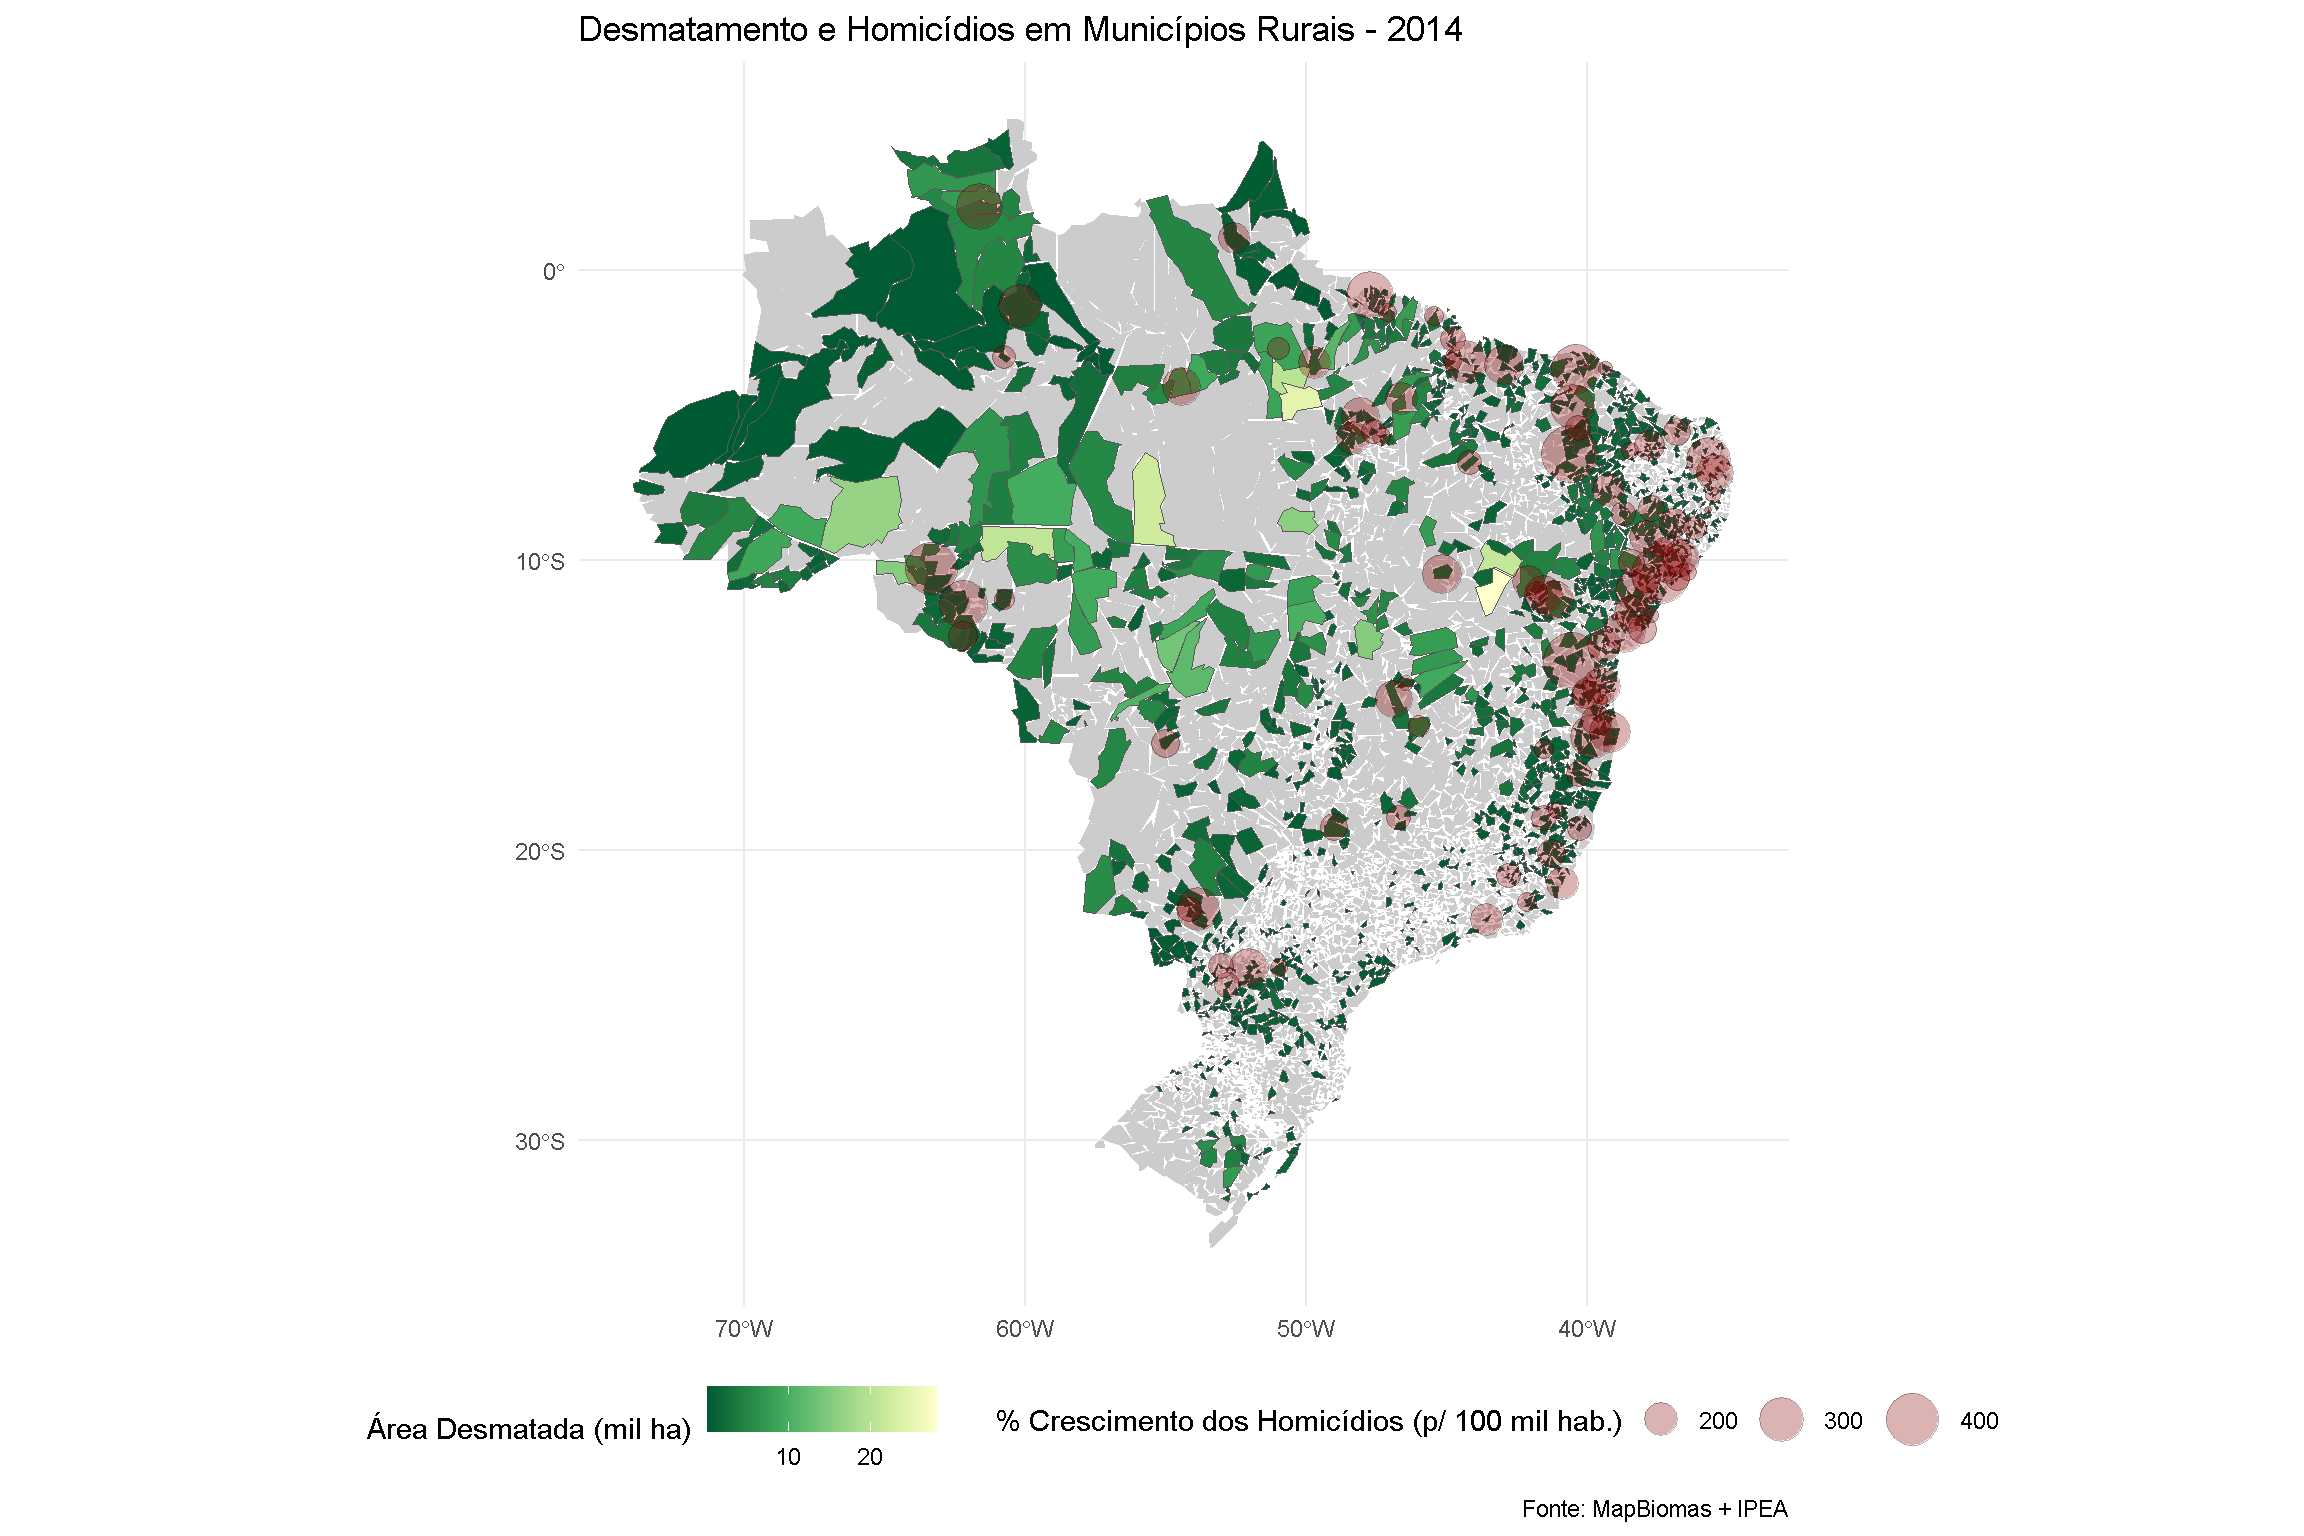 Desmatamento e Homicídios em Municípios Rurais - 2014
0°
10°S
20°S
30°S
70°W 60°W 50°W 40°W
Área Desmatada (mil ha)
10 20
% Crescimento dos Homicídios (p/ 100 mil hab.) 200 300 400
Fonte: MapBiomas + IPEA